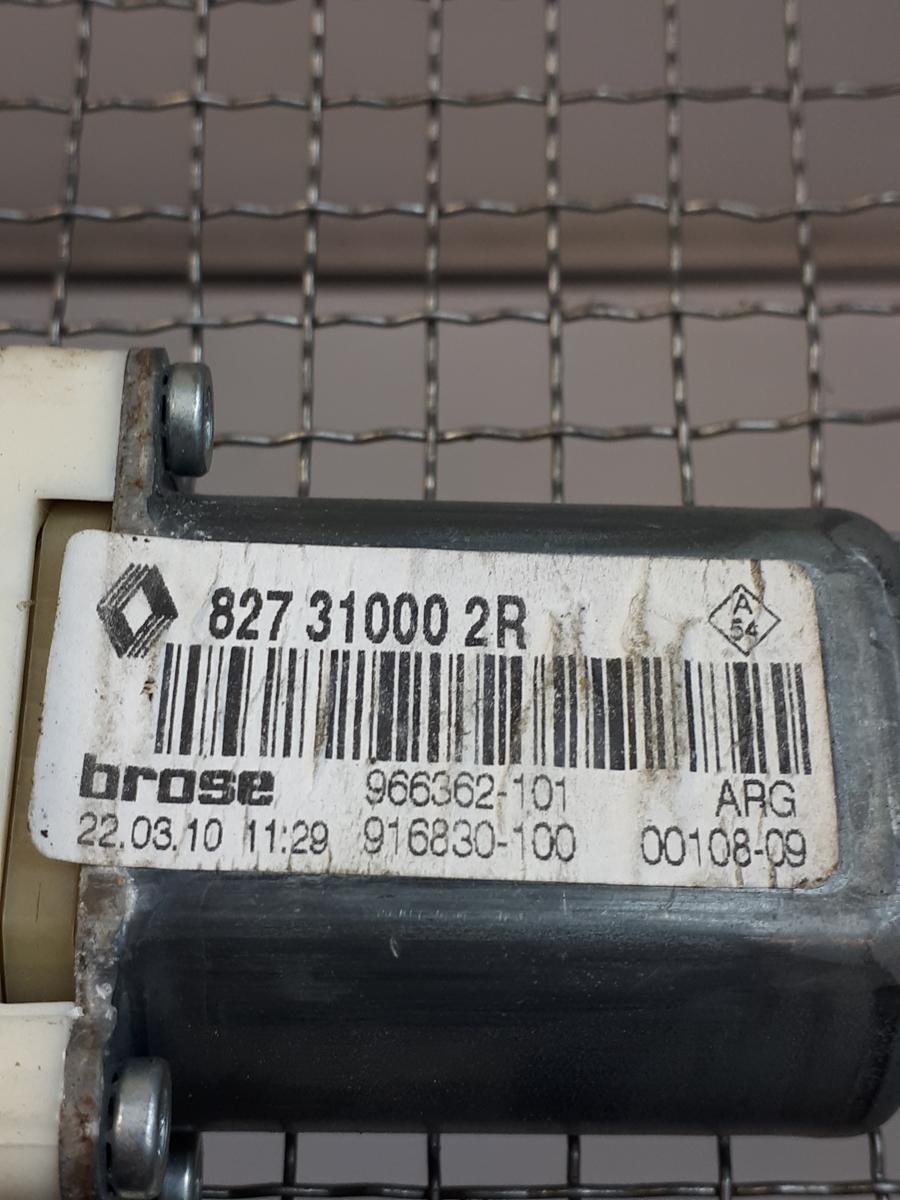 827 31000 2R
A
54
brose 966362-101 ARG
22.03.10 11:29 916830-100 00108-09